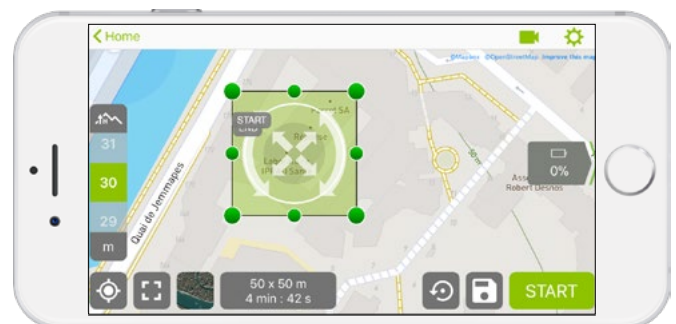 Home
©Mapbox ©OpenStreetMap Improve this map
START
31
30
29
m
Quai de Jemmapes
0%
Robert Desnos
50 x 50 m
4 min : 42 s
START